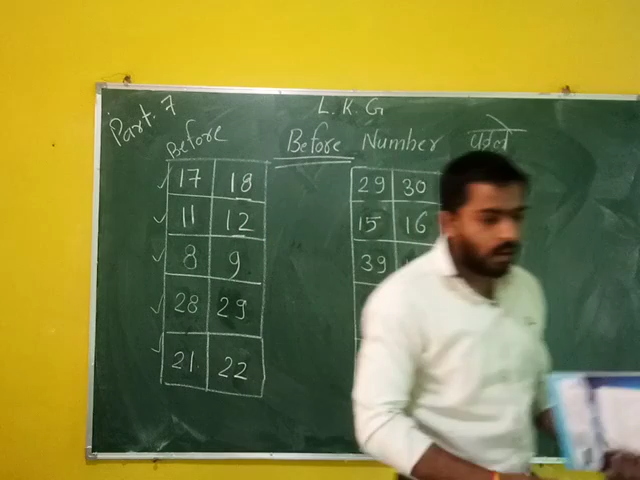 Part. 7
L. K. G
Before Number पहले
Before
17 18
11 12
8 9
28 29
21. 22
29 30
15 16
39